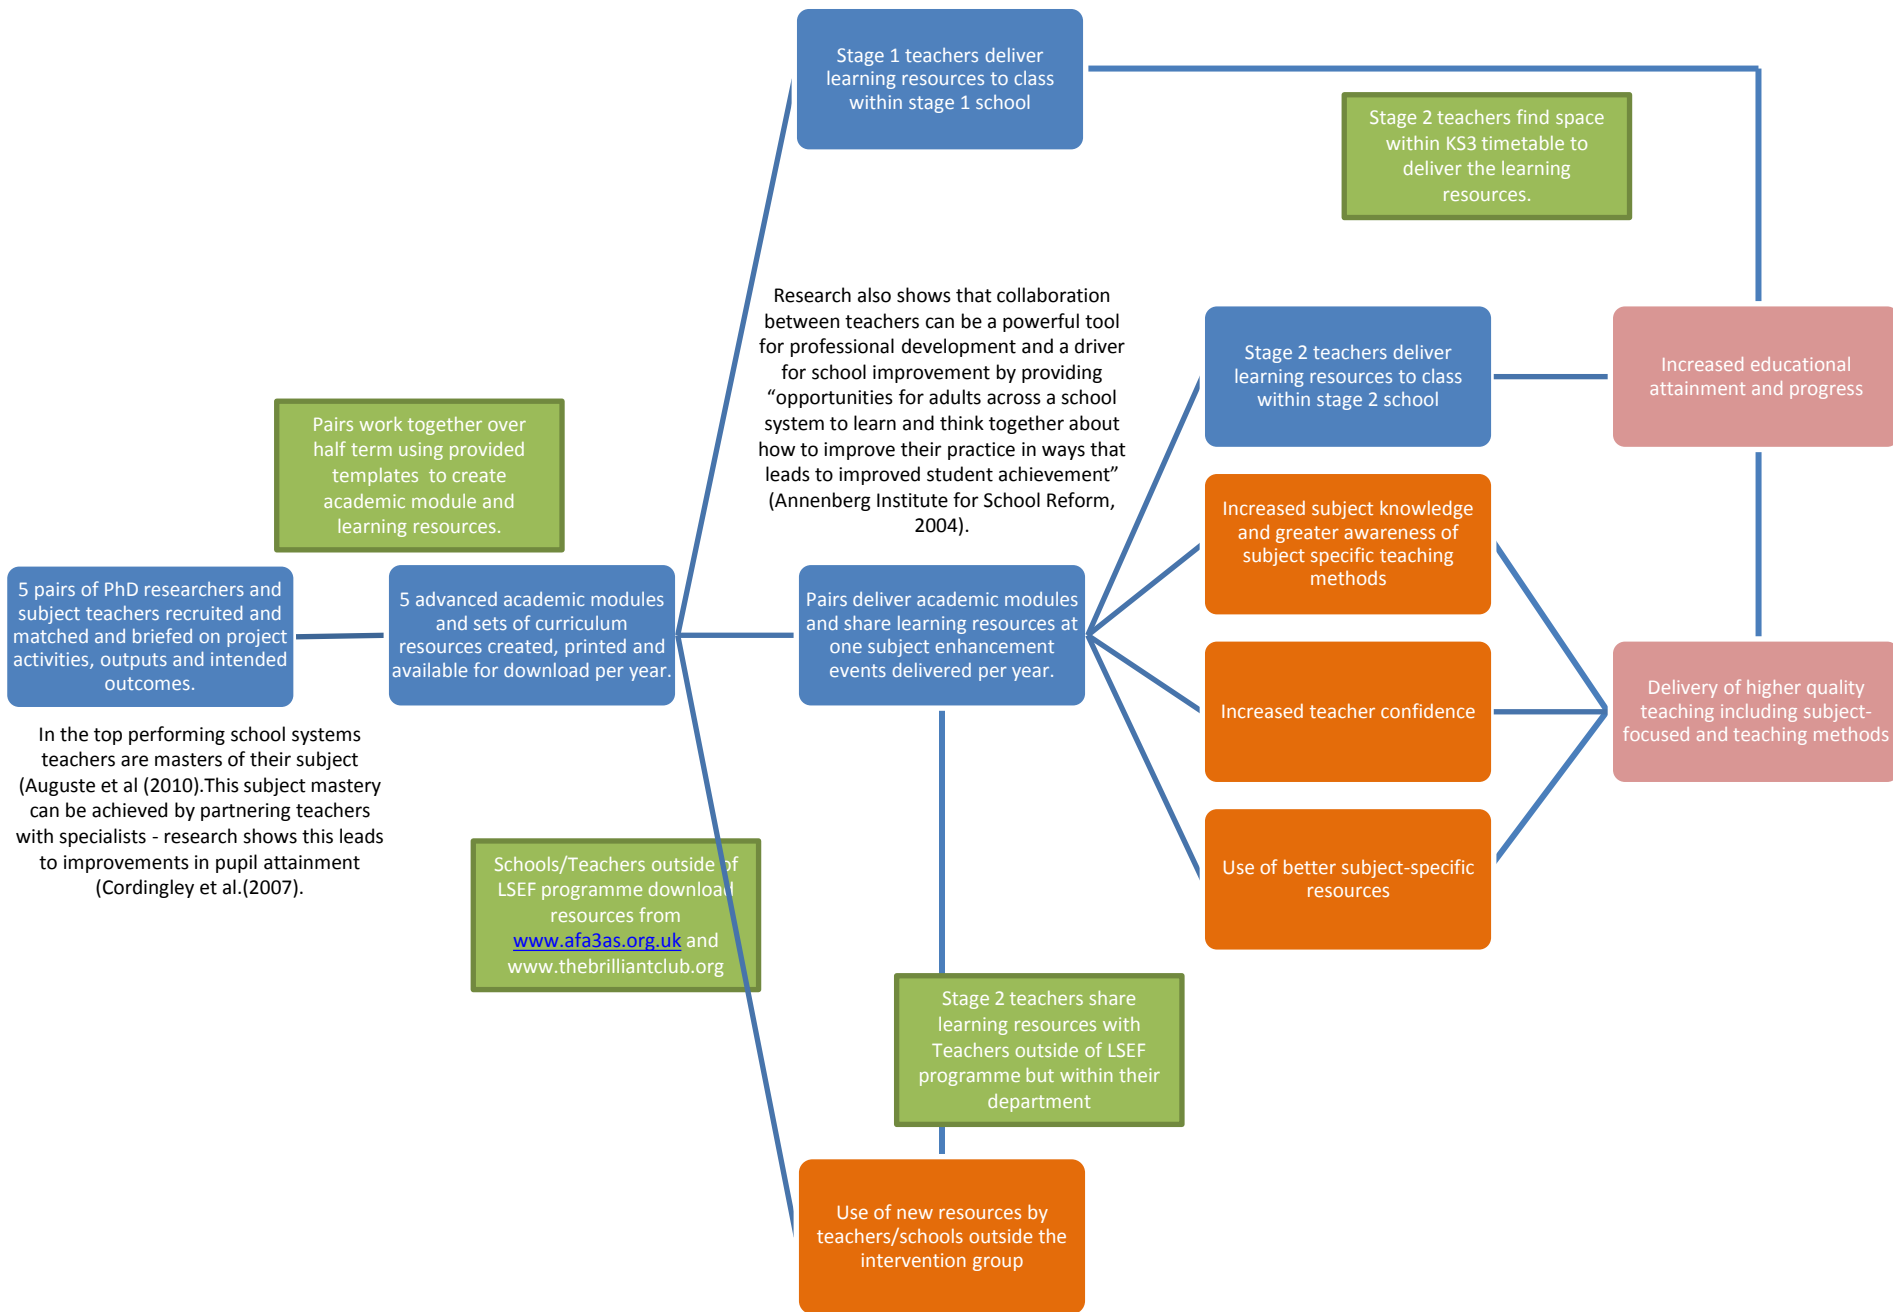 Stage 1 teachers deliver
learning resources to class
within stage 1 school
Stage 2 teachers find space
within KS3 timetable to
deliver the learning
resources.
Research also shows that collaboration
between teachers can be a powerful tool
for professional development and a driver
for school improvement by providing
“opportunities for adults across a school
system to learn and think together about
how to improve their practice in ways that
leads to improved student achievement”
(Annenberg Institute for School Reform,
2004).
Stage 2 teachers deliver
learning resources to class
within stage 2 school
Increased educational
attainment and progress
Pairs work together over
half term using provided
templates to create
academic module and
learning resources.
Increased subject knowledge
and greater awareness of
subject specific teaching
methods
5 pairs of PhD researchers and
subject teachers recruited and
matched and briefed on project
activities, outputs and intended
outcomes.
5 advanced academic modules
and sets of curriculum
resources created, printed and
available for download per year.
Pairs deliver academic modules
and share learning resources at
one subject enhancement
events delivered per year.
Increased teacher confidence
Delivery of higher quality
teaching including subject-
focused and teaching methods
In the top performing school systems
teachers are masters of their subject
(Auguste et al (2010).This subject mastery
can be achieved by partnering teachers
with specialists - research shows this leads
to improvements in pupil attainment
(Cordingley et al.(2007).
Use of better subject-specific
resources
Schools/Teachers outside of
LSEF programme download
resources from
www.afa3as.org.uk and
www.thebrilliantclub.org
Stage 2 teachers share
learning resources with
Teachers outside of LSEF
programme but within their
department
Use of new resources by
teachers/schools outside the
intervention group